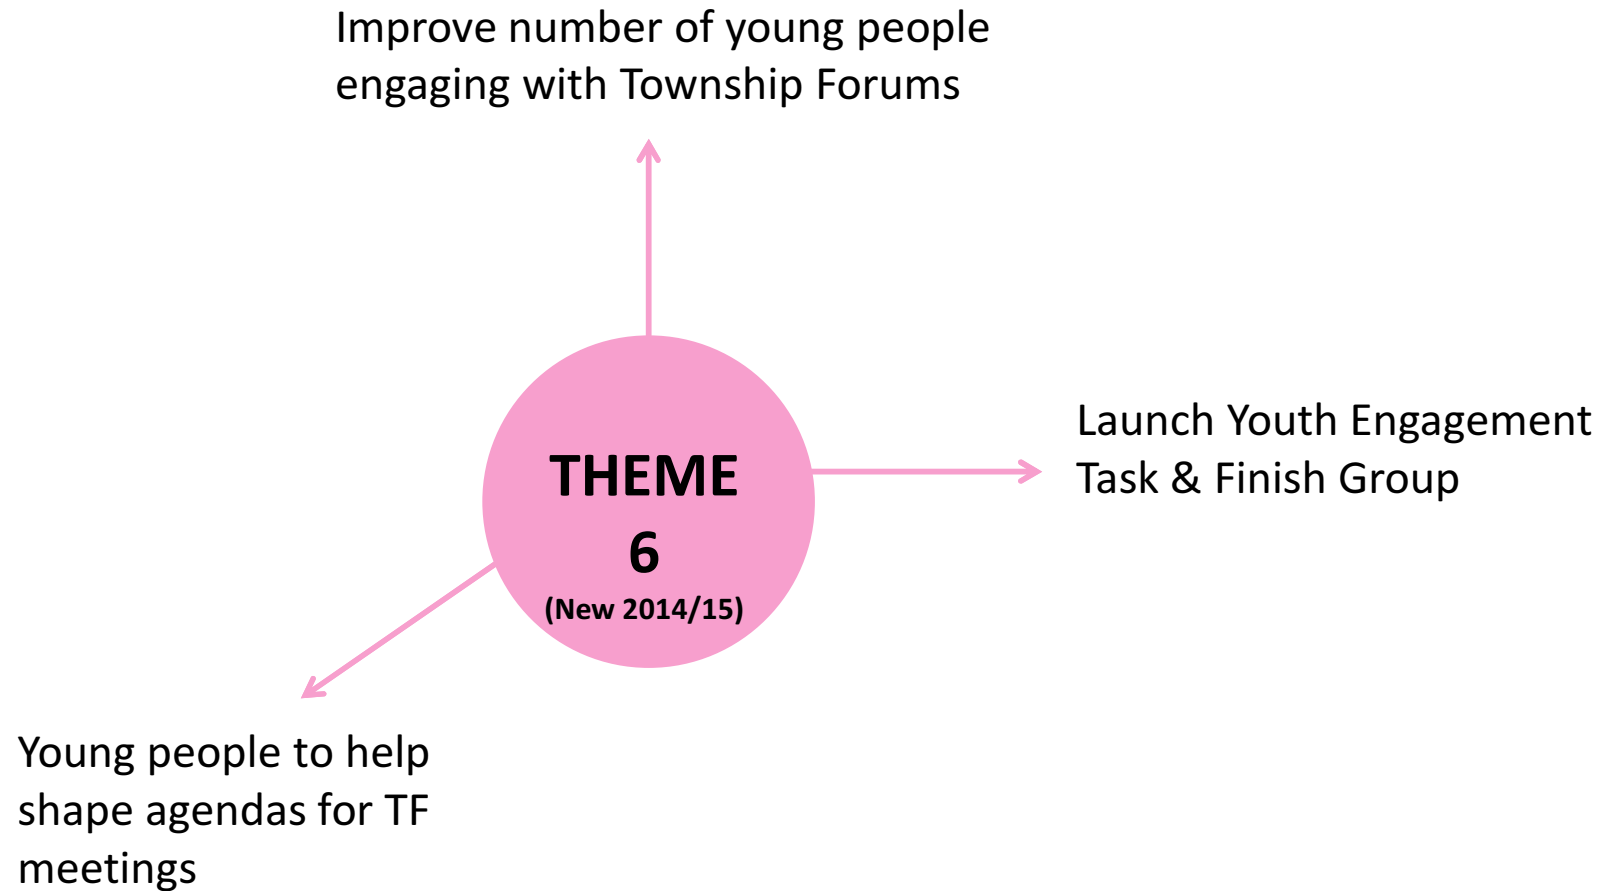 Improve number of young people
engaging with Township Forums
Launch Youth Engagement
Task & Finish Group
THEME
6
(New 2014/15)
Young people to help
shape agendas for TF
meetings